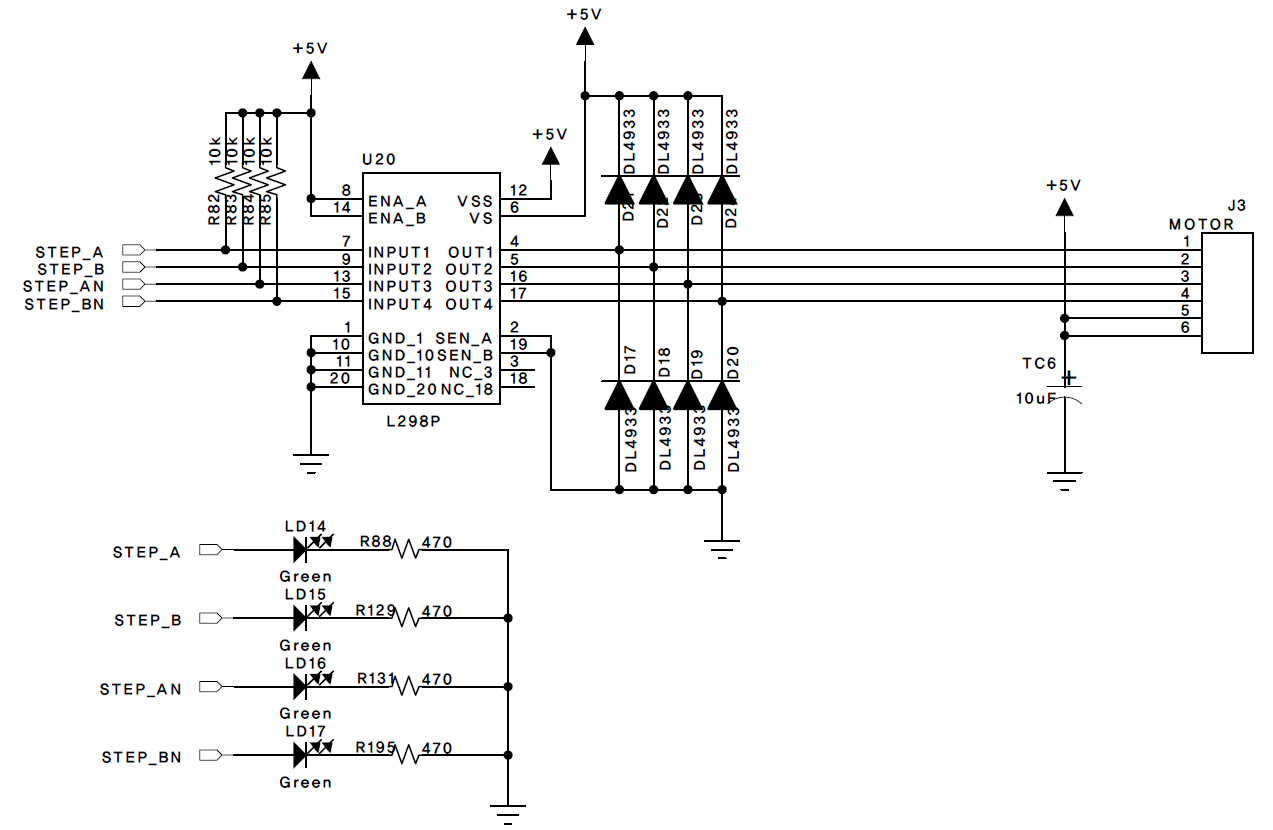 +5V
+5V
+5V
10k
10k
10k
10k
R82
R83
R84
R85
U20
8 ENA_A VSS 12
14 ENA_B VS 6
STEP_A 7 INPUT1 OUT1 4
STEP_B 9 INPUT2 OUT2 5
STEP_AN 13 INPUT3 OUT3 16
STEP_BN 15 INPUT4 OUT4 17
1 GND_1 SEN_A 2
10 GND_10 SEN_B 19
11 GND_11 NC_3 3
20 GND_20 NC_18 18
L298P
DL4933
DL4933
DL4933
DL4933
D17
D18
D19
D20
DL4933
DL4933
DL4933
DL4933
+5V
J3
MOTOR
1
2
3
4
5
6
TC6
+
10uF
LD14
STEP_A R88 470
Green
LD15
STEP_B R129 470
Green
LD16
STEP_AN R131 470
Green
LD17
STEP_BN R195 470
Green